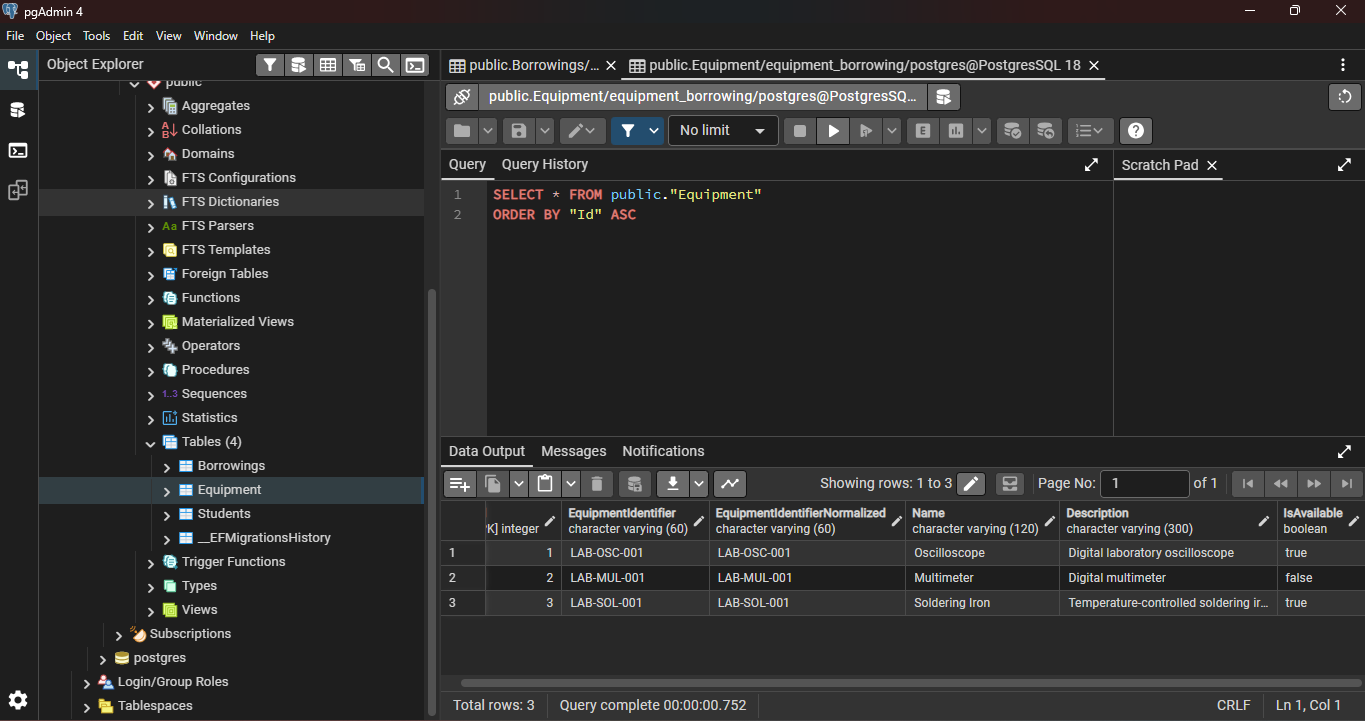 pgAdmin 4
File Object Tools Edit View Window Help
Object Explorer
public.Borrowings/...
public.Equipment/equipment_borrowing/postgres@PostgresSQL 18
public.Equipment/equipment_borrowing/postgres@PostgresSQ...
No limit
E
Query Query History
Scratch Pad
1 SELECT * FROM public."Equipment"
2 ORDER BY "Id" ASC
public
Aggregates
Collations
Domains
FTS Configurations
FTS Dictionaries
Aa FTS Parsers
FTS Templates
Foreign Tables
Functions
Materialized Views
Operators
Procedures
1..3 Sequences
Statistics
Tables (4)
Borrowings
Equipment
Students
__EFMigrationsHistory
Trigger Functions
Types
Views
Subscriptions
postgres
Login/Group Roles
Tablespaces
Data Output Messages Notifications
Showing rows: 1 to 3
Page No: 1 of 1
K] integer
EquipmentIdentifier
character varying (60)
EquipmentIdentifierNormalized
character varying (60)
Name
character varying (120)
Description
character varying (300)
IsAvailable
boolean
1 1 LAB-OSC-001 LAB-OSC-001 Oscilloscope Digital laboratory oscilloscope true
2 2 LAB-MUL-001 LAB-MUL-001 Multimeter Digital multimeter false
3 3 LAB-SOL-001 LAB-SOL-001 Soldering Iron Temperature-controlled soldering ir... true
Total rows: 3
Query complete 00:00:00.752
CRLF
Ln 1, Col 1